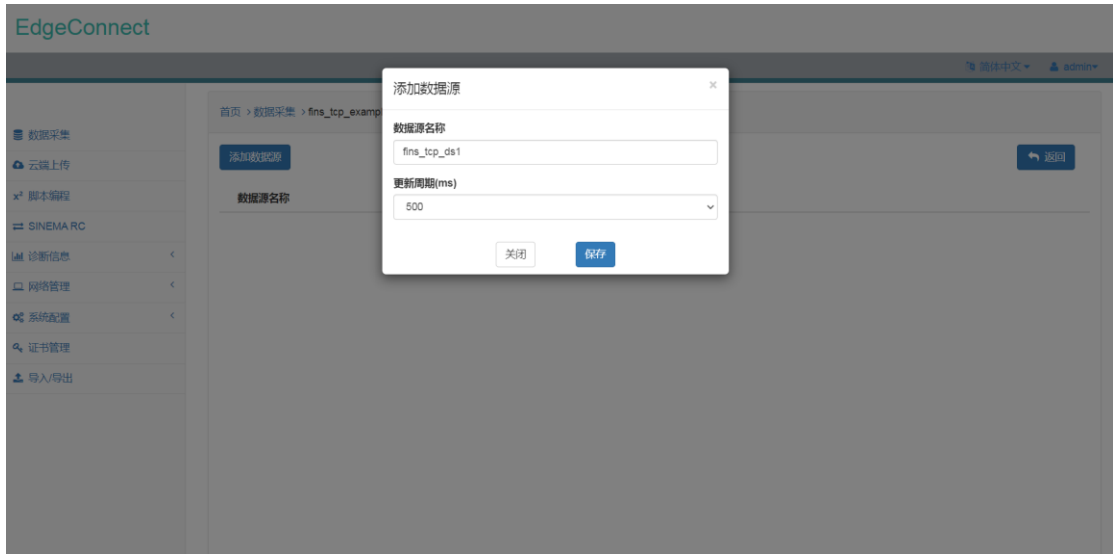 EdgeConnect
简体中文 admin
添加数据源 ×
首页 > 数据采集 > fins_tcp_examp
数据源名称
fins_tcp_ds1
更新周期(ms)
500
关闭 保存
添加数据源 返回
数据源名称
数据采集
云端上传
x² 脚本编程
SINEMA RC
诊断信息
网络管理
系统配置
证书管理
导入/导出